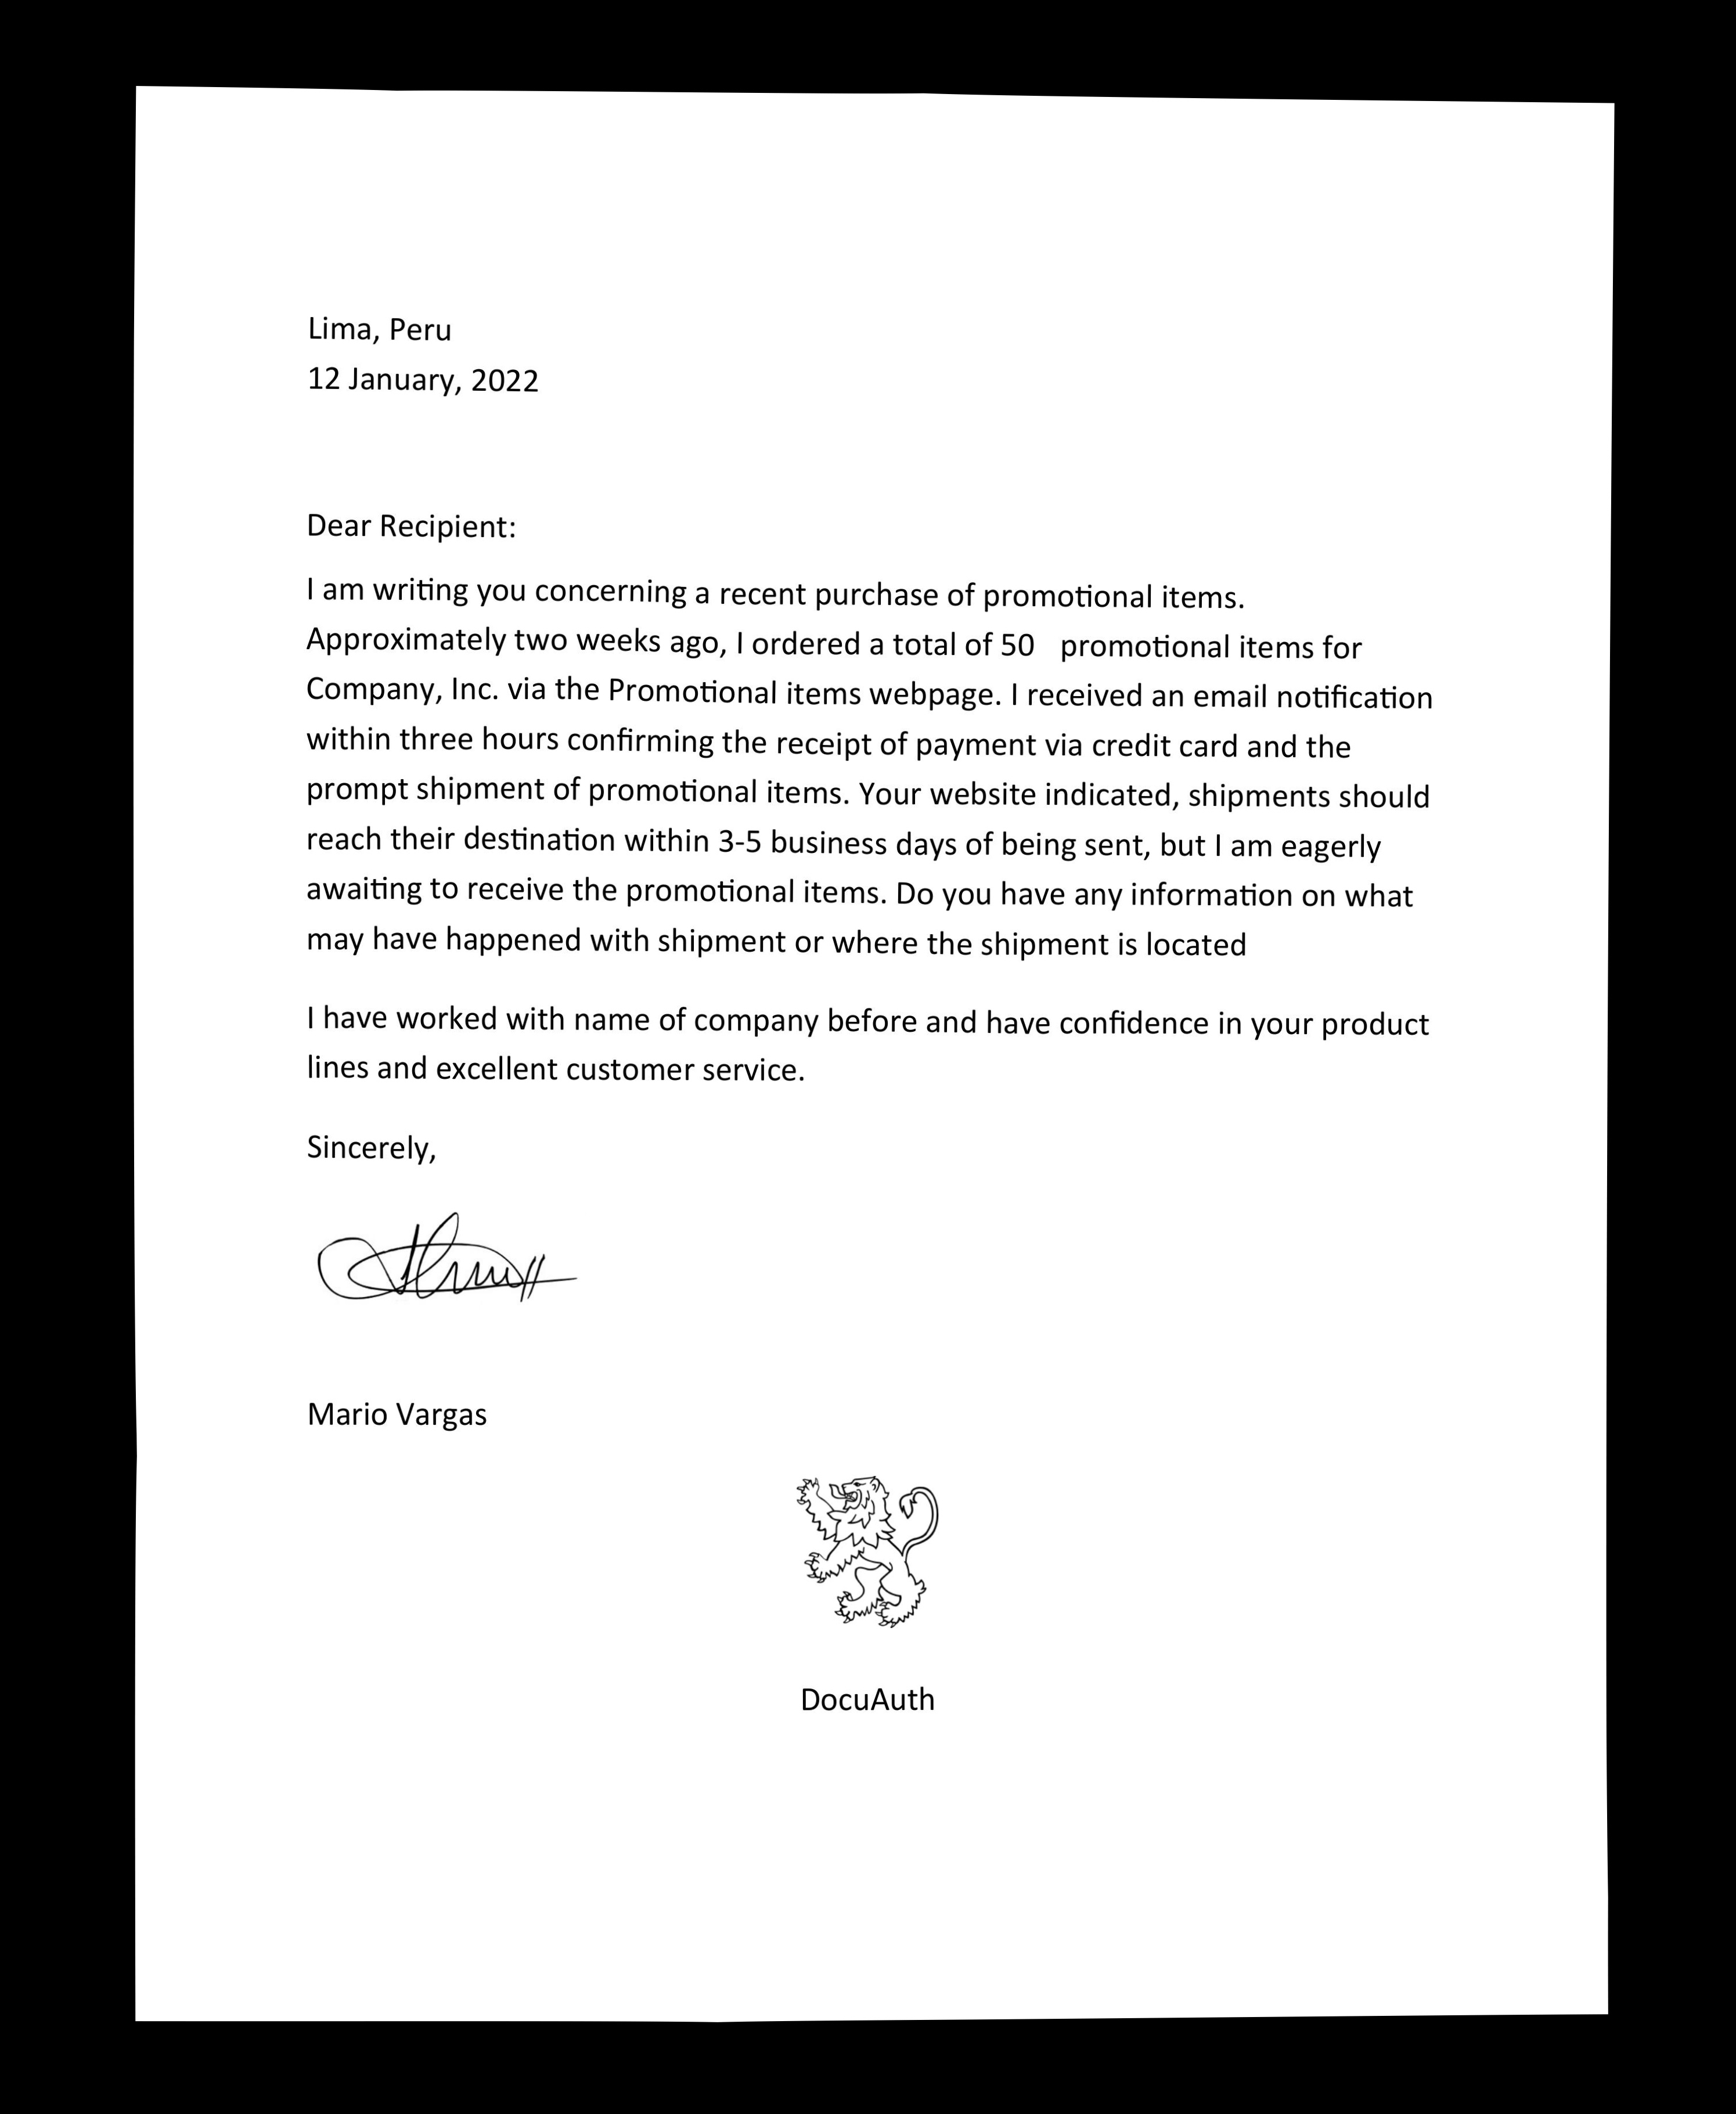 Lima, Peru
12 January, 2022
Dear Recipient:
I am writing you concerning a recent purchase of promotional items.
Approximately two weeks ago, I ordered a total of 50   promotional items for
Company, Inc. via the Promotional items webpage. I received an email notification
within three hours confirming the receipt of payment via credit card and the
prompt shipment of promotional items. Your website indicated, shipments should
reach their destination within 3-5 business days of being sent, but I am eagerly
awaiting to receive the promotional items. Do you have any information on what
may have happened with shipment or where the shipment is located
I have worked with name of company before and have confidence in your product
lines and excellent customer service.
Sincerely,
Mario Vargas
DocuAuth